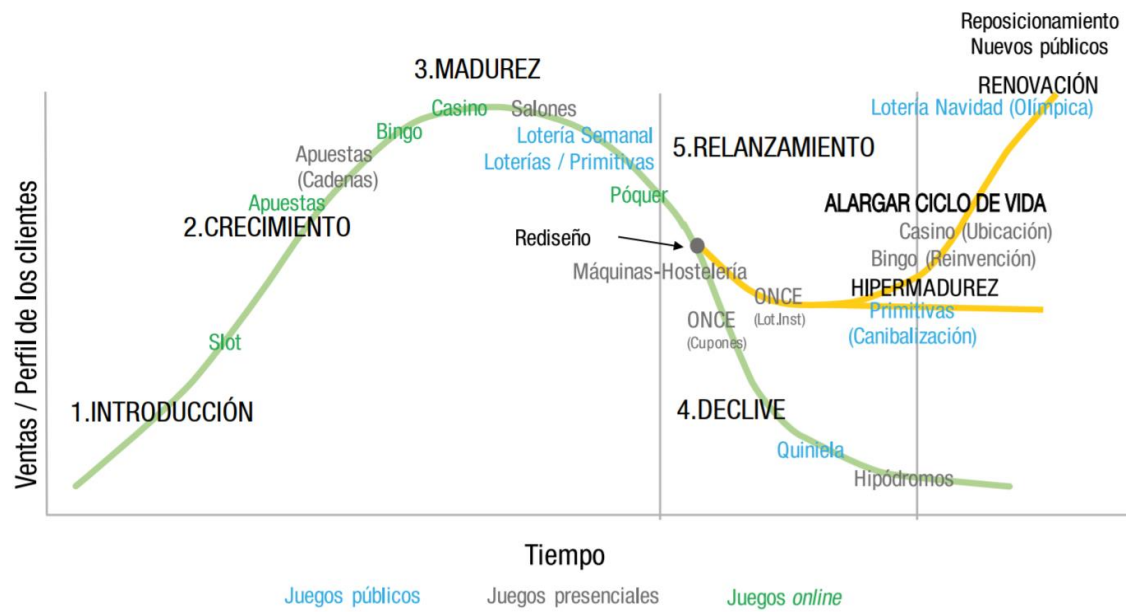 Reposicionamiento
Nuevos públicos
RENOVACIÓN
Lotería Navidad (Olímpica)
3.MADUREZ
Casino
Salones
Bingo
Lotería Semanal
Loterías / Primitivas
Apuestas
(Cadenas)
5.RELANZAMIENTO
Póquer
Apuestas
2.CRECIMIENTO
ALARGAR CICLO DE VIDA
Casino (Ubicación)
Bingo (Reinvención)
Rediseño
Máquinas-Hostelería
HIPERMADUREZ
Primitivas
(Canibalización)
ONCE
(Lot.Inst)
ONCE
(Cupones)
Slot
1.INTRODUCCIÓN
4.DECLIVE
Quiniela
Hipódromos
Ventas / Perfil de los clientes
Tiempo
Juegos públicos
Juegos presenciales
Juegos online